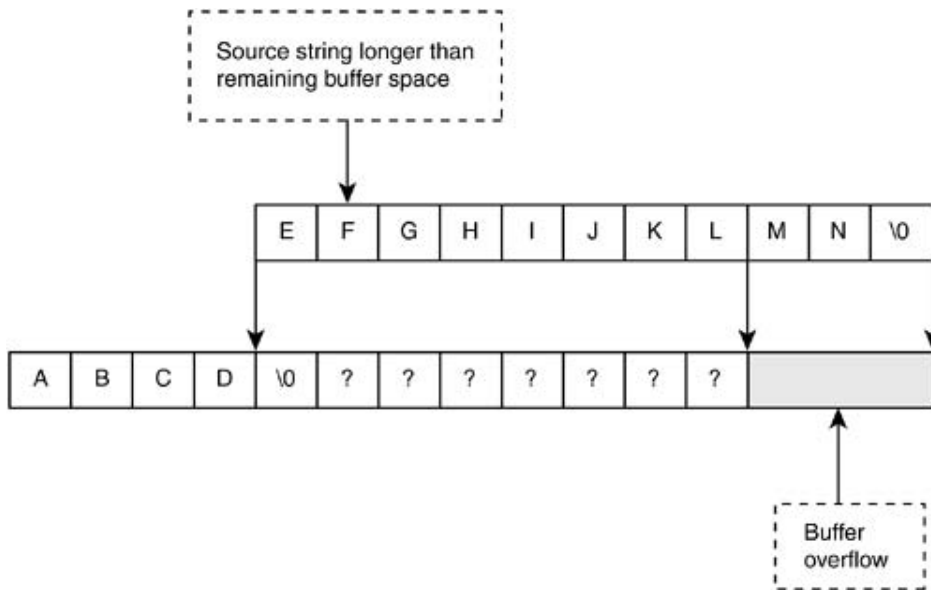 Source string longer than
remaining buffer space
E F G H I J K L M N \0
A B C D \0 ? ? ? ? ? ? ?
Buffer
overflow